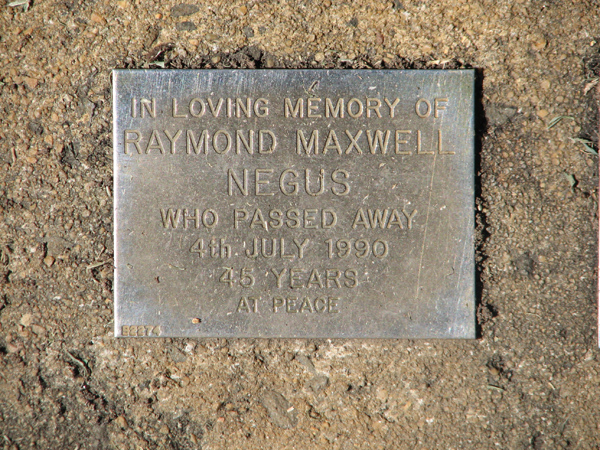 IN LOVING MEMORY OF
RAYMOND MAXWELL
NEGUS
WHO PASSED AWAY
4th JULY 1990
45 YEARS
AT PEACE